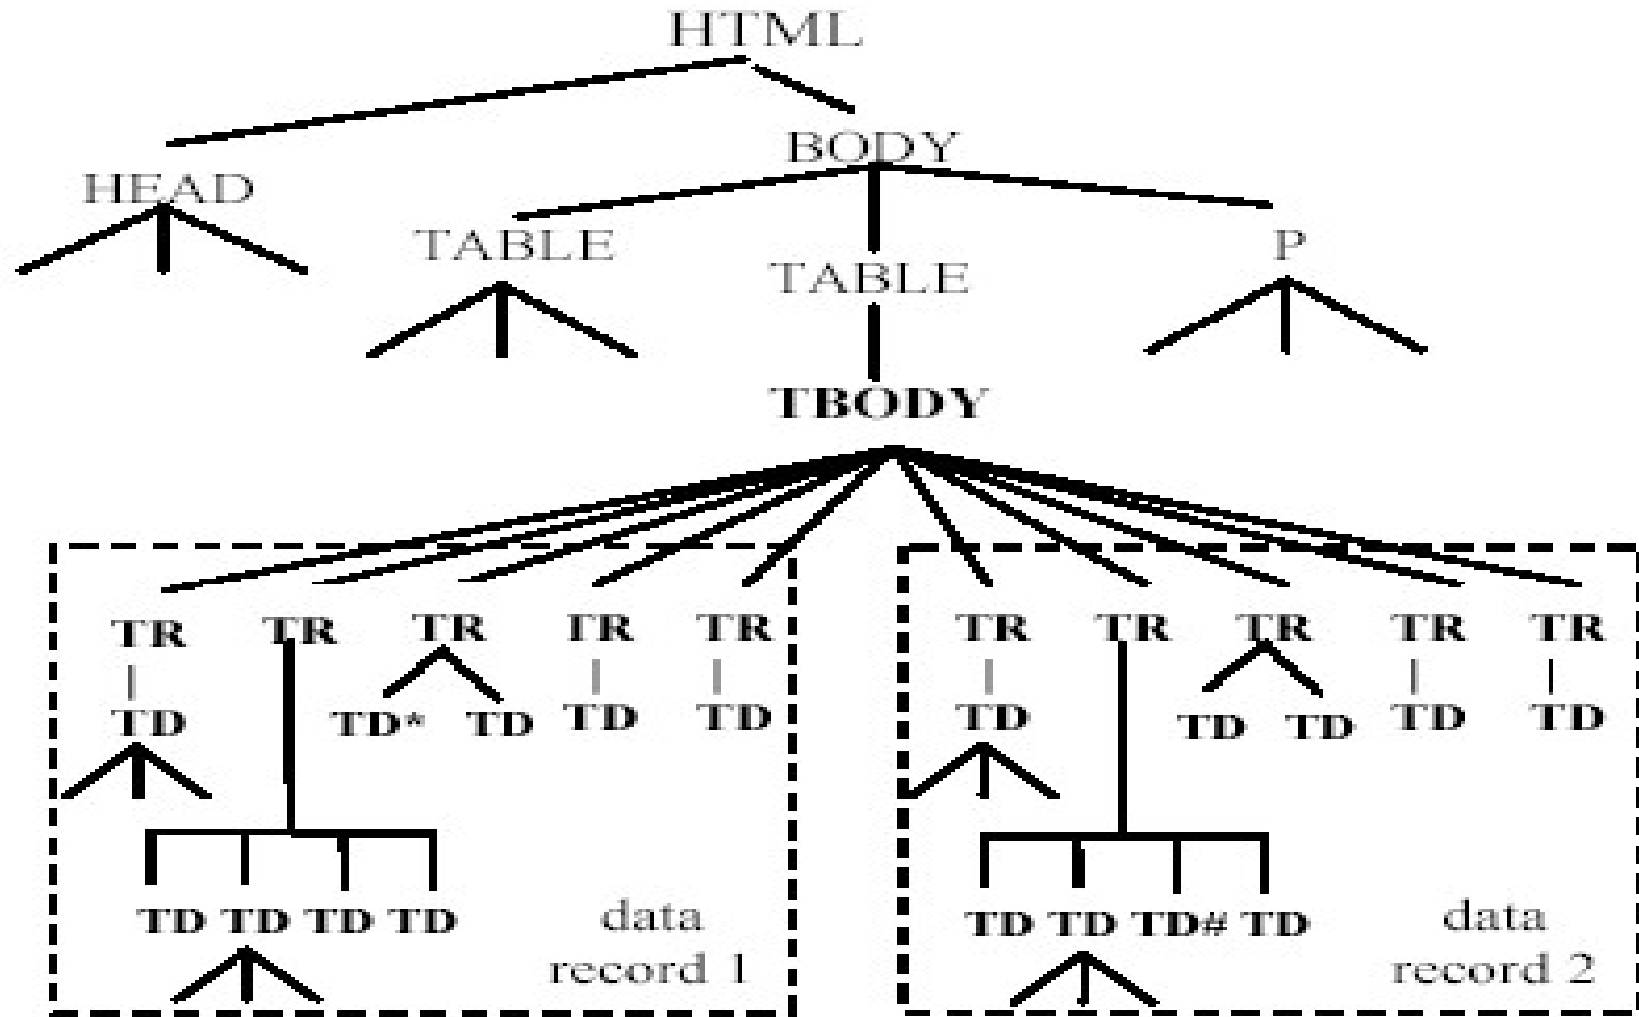 HTML
BODY
HEAD
TABLE P
TABLE
TBODY
TR TR TR TR TR TR TR TR TR TR
TD TD* TD TD TD TD TD TD TD TD
TD TD TD TD data TD TD TD# TD data
record 1 record 2